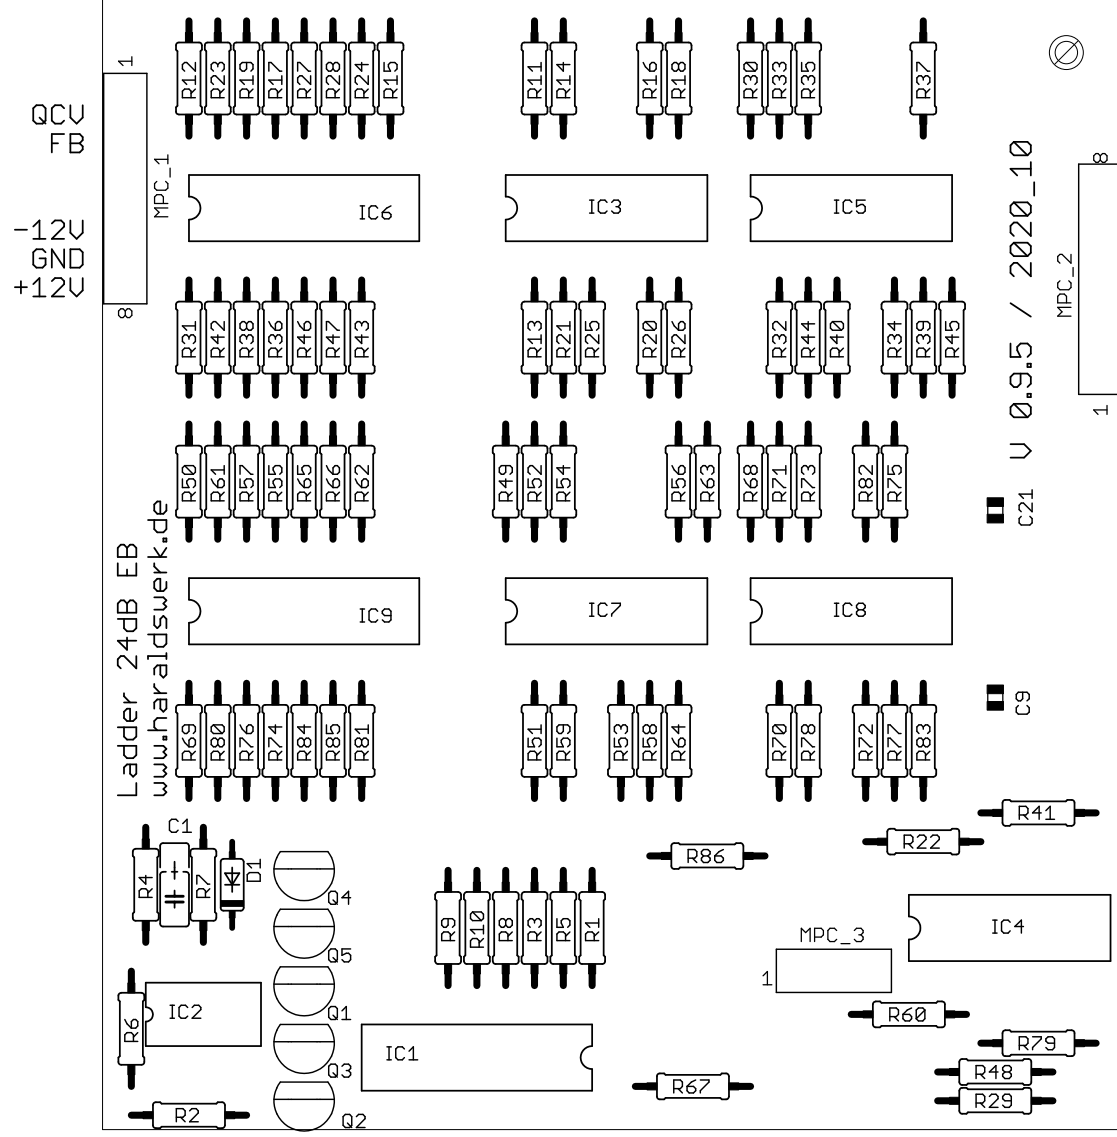 R12 R23 R19 R17 R27 R28 R24 R15 R11 R14 R16 R18 R30 R33 R35 R37
1
QCV
FB
-12V
GND
+12V
8
MPC_1
IC6 IC3 IC5
8
MPC_2
1
V 0.9.5 / 2020_10
R31 R42 R38 R36 R46 R47 R43 R13 R21 R25 R20 R26 R32 R44 R40 R34 R39 R45
R50 R61 R57 R55 R65 R66 R62 R49 R52 R54 R56 R63 R68 R71 R73 R82 R75
C21
Ladder 24dB EB
www.haraldswerk.de
IC9 IC7 IC8
C9
R69 R80 R76 R74 R84 R85 R81 R51 R59 R53 R58 R64 R70 R78 R72 R77 R83
R41
C1
R22
R86
R4 R7 D1
Q4
R9 R10 R8 R3 R5 R1
IC4
MPC_3
1
Q5
R6 IC2 Q1
R60
IC1
R79
Q3
R48
R67
R29
R2
Q2